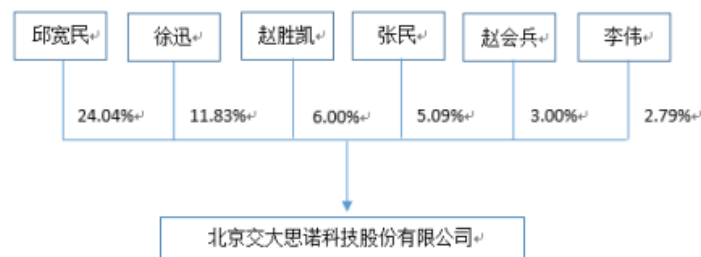 邱宽民
徐迅
赵胜凯
张民
赵会兵
李伟
24.04%
11.83%
6.00%
5.09%
3.00%
2.79%
北京交大思诺科技股份有限公司